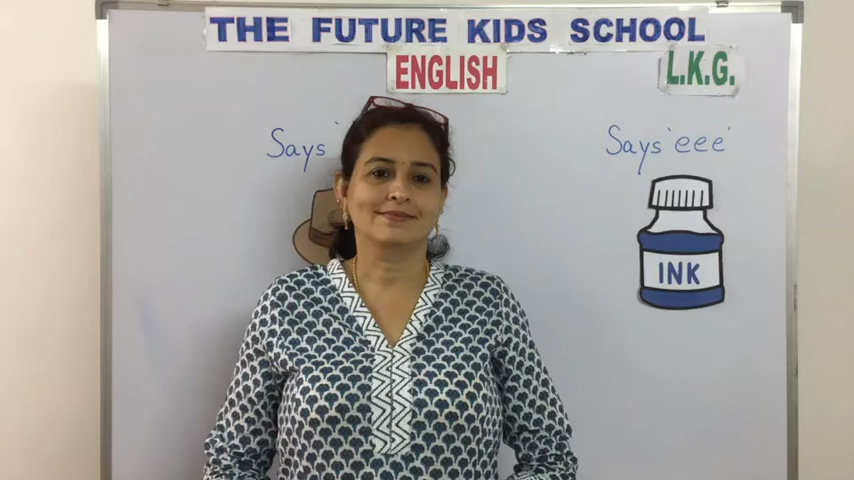 THE FUTURE KIDS SCHOOL
ENGLISH
L.K.G.
Says '
Says 'eee'
INK